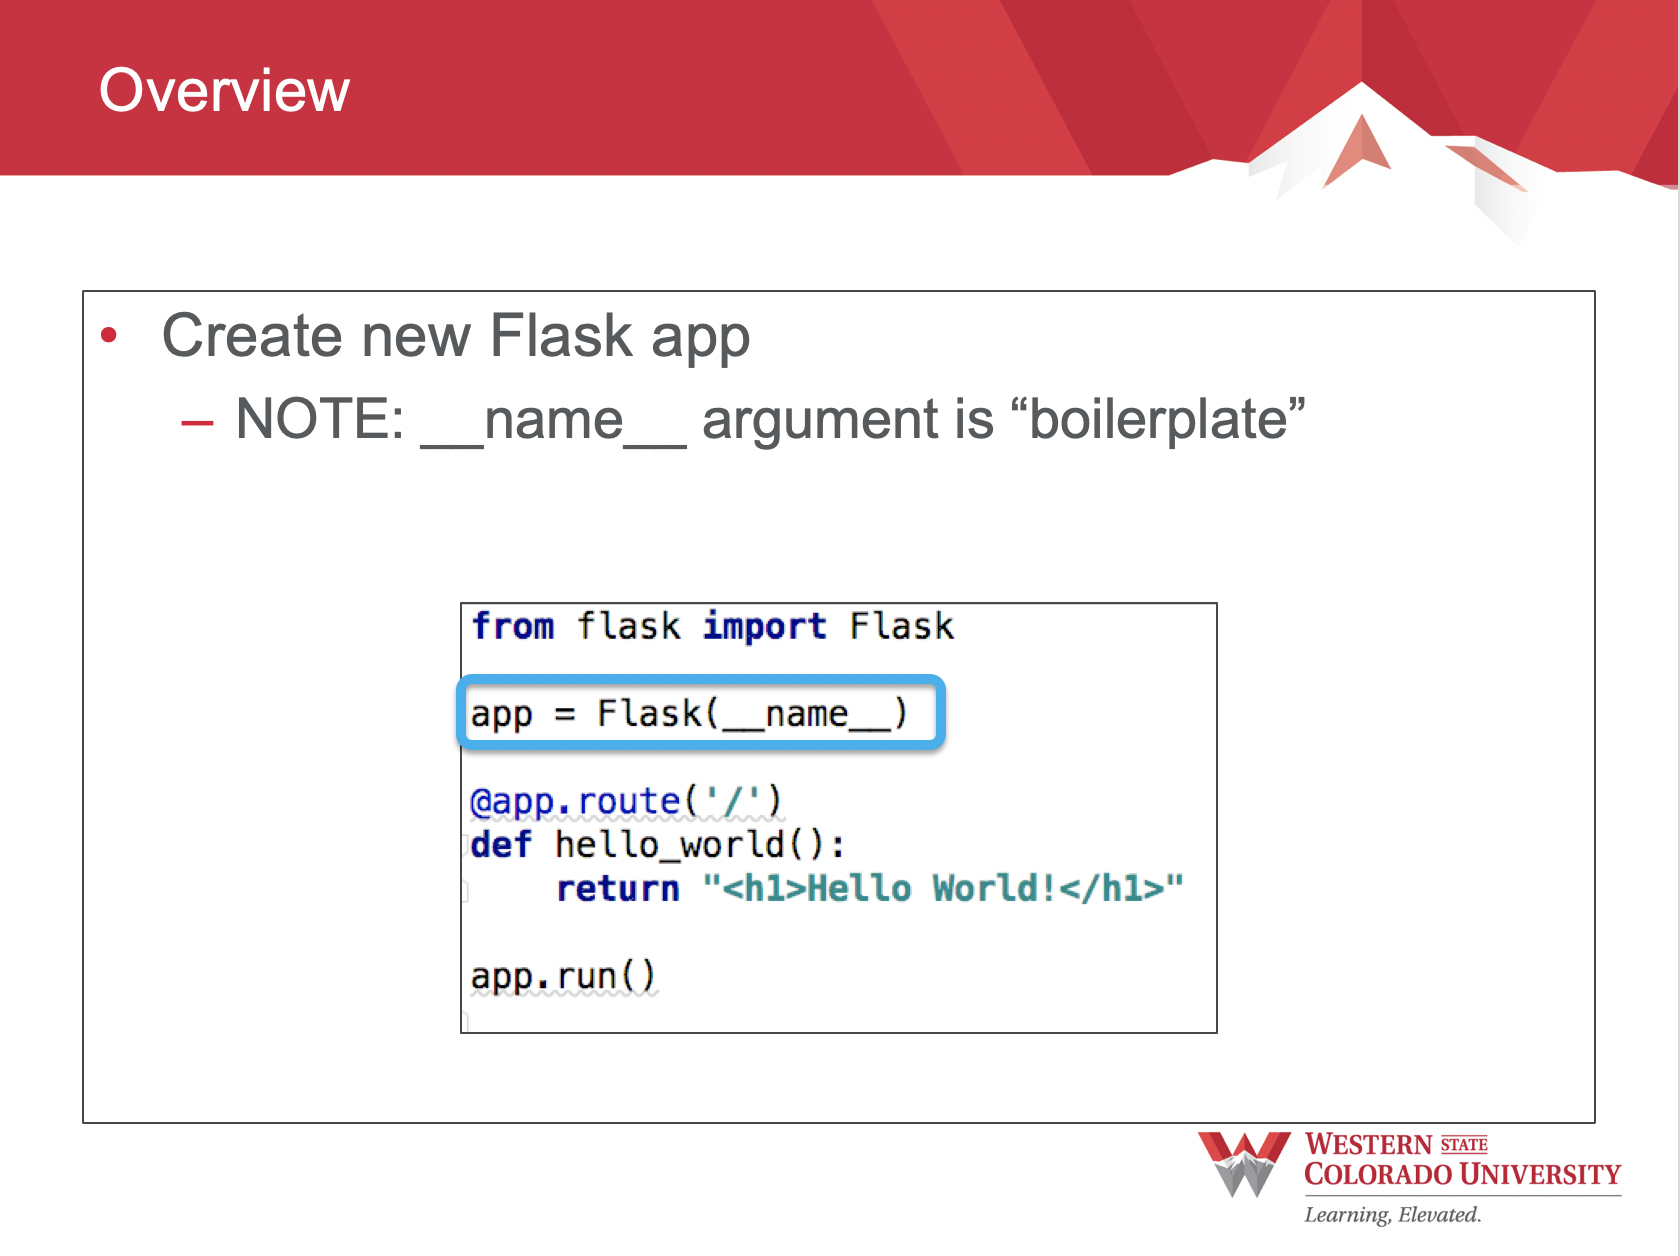 Overview
• Create new Flask app
– NOTE: __name__ argument is “boilerplate”
from flask import Flask
app = Flask(__name__)
@app.route('/')
def hello_world():
    return "<h1>Hello World!</h1>"
app.run()
WESTERN STATE
COLORADO UNIVERSITY
Learning, Elevated.